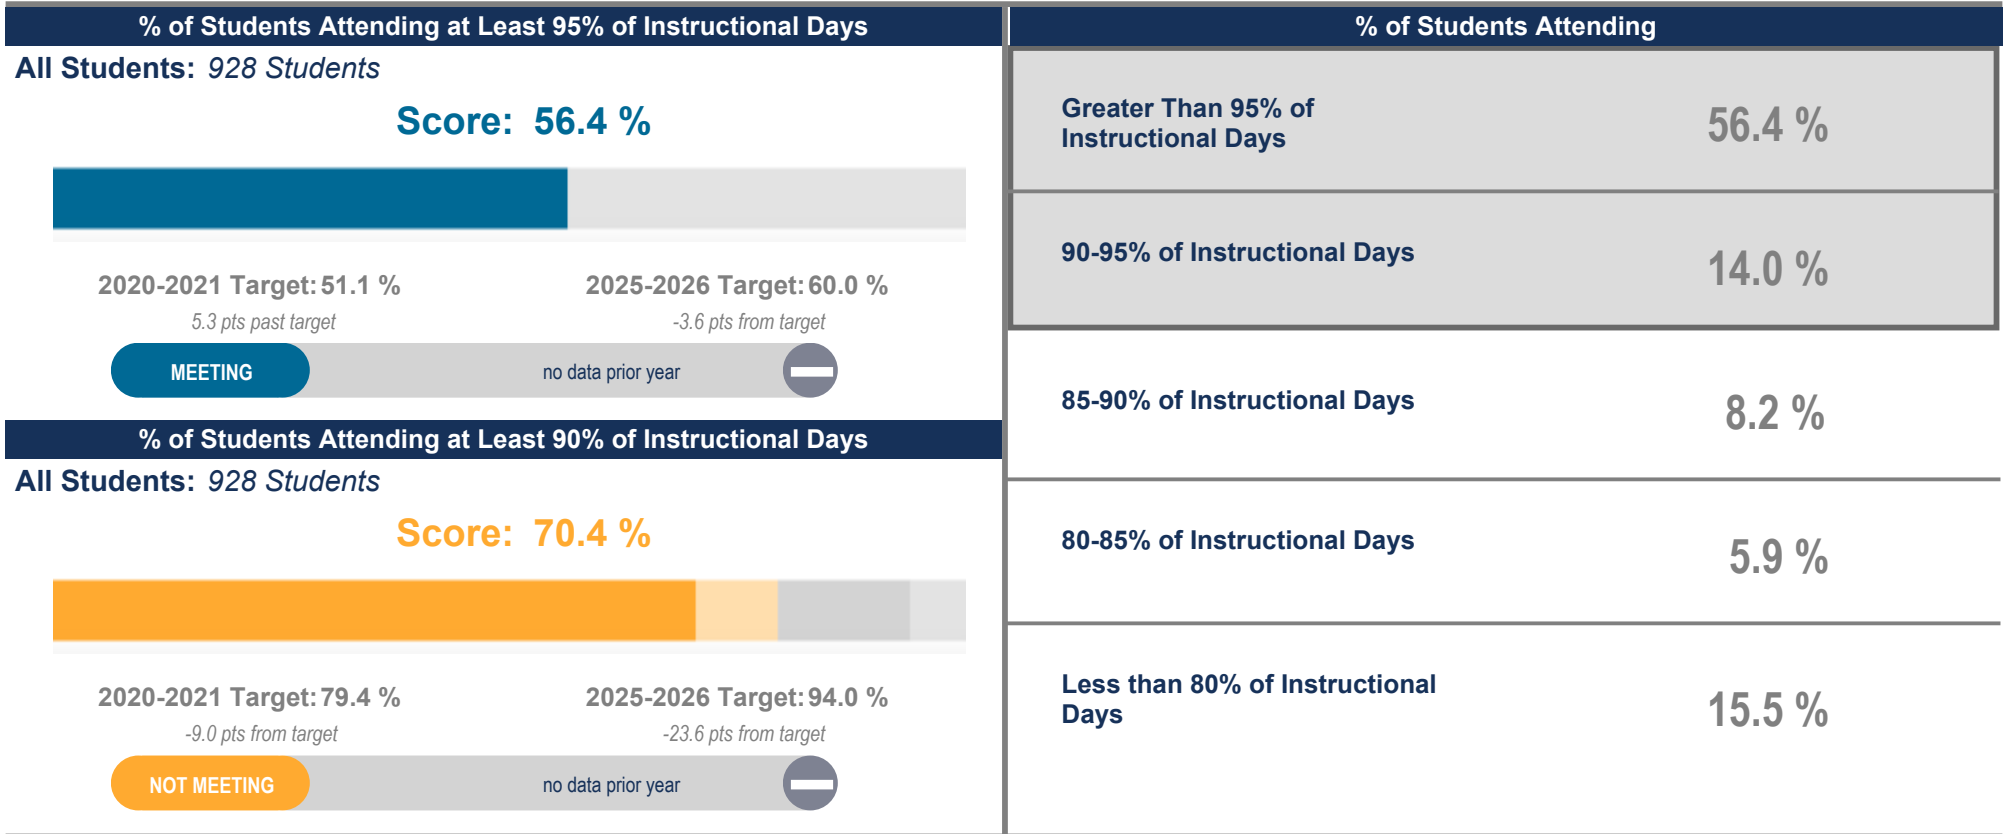 % of Students Attending at Least 95% of Instructional Days
All Students: 928 Students
Score: 56.4 %
2020-2021 Target: 51.1 %
5.3 pts past target
2025-2026 Target: 60.0 %
-3.6 pts from target
MEETING
no data prior year
% of Students Attending at Least 90% of Instructional Days
All Students: 928 Students
Score: 70.4 %
2020-2021 Target: 79.4 %
-9.0 pts from target
2025-2026 Target: 94.0 %
-23.6 pts from target
NOT MEETING
no data prior year
% of Students Attending
Greater Than 95% of
Instructional Days
56.4 %
90-95% of Instructional Days
14.0 %
85-90% of Instructional Days
8.2 %
80-85% of Instructional Days
5.9 %
Less than 80% of Instructional
Days
15.5 %